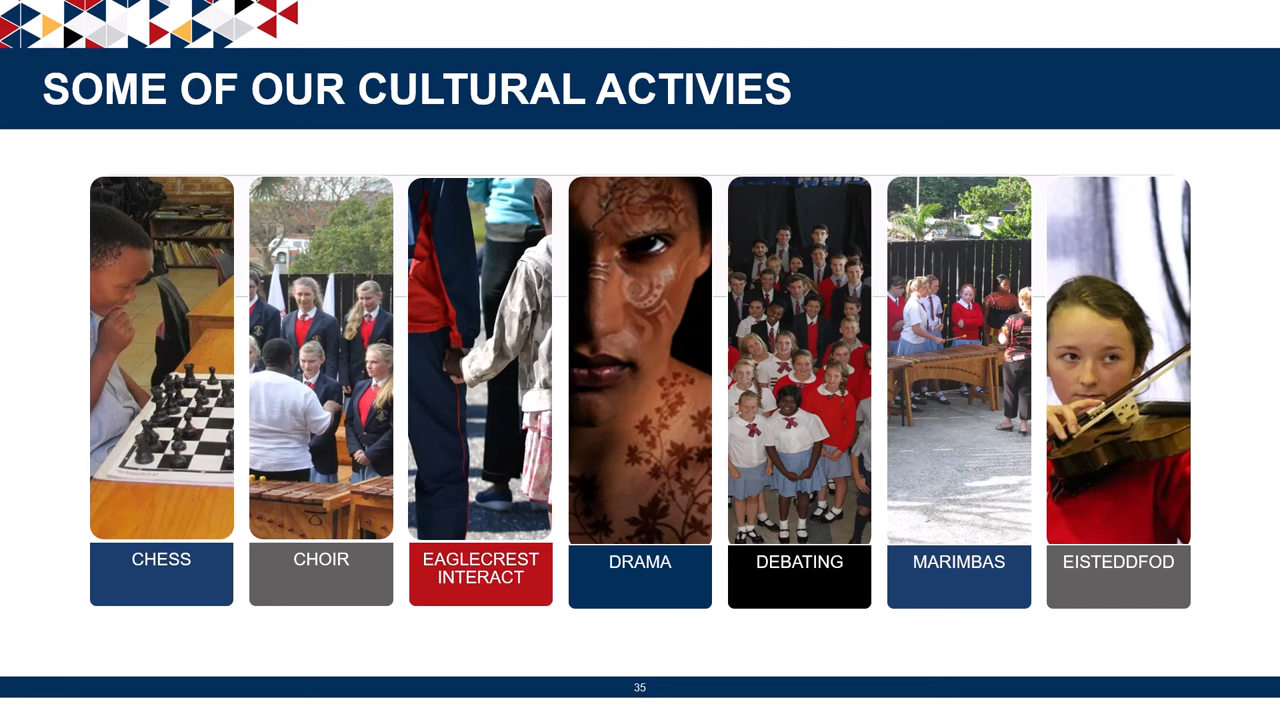 SOME OF OUR CULTURAL ACTIVIES
CHESS
CHOIR
EAGLECREST
INTERACT
DRAMA
DEBATING
MARIMBAS
EISTEDDFOD
35